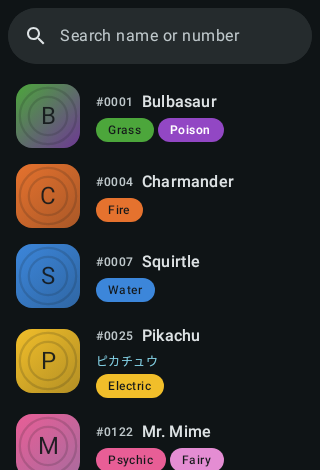 Search name or number
B
#0001 Bulbasaur
Grass Poison
C
#0004 Charmander
Fire
S
#0007 Squirtle
Water
P
#0025 Pikachu
ピカチュウ
Electric
M
#0122 Mr. Mime
Psychic Fairy